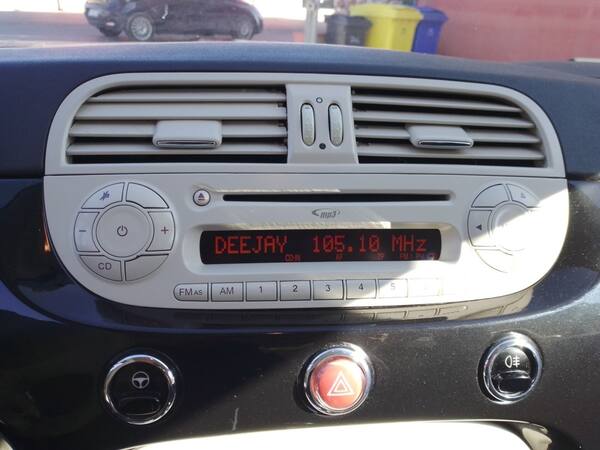 mp3
DEEJAY 105.10 MHz
CD
FM AS AM 1 2 3 4 5